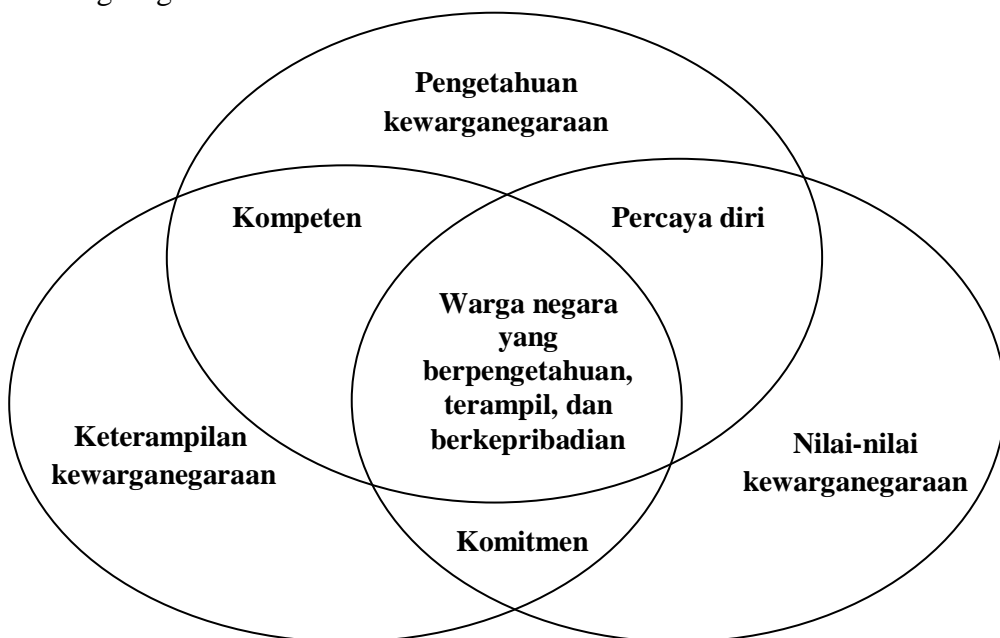 Pengetahuan
kewarganegaraan
Kompeten
Percaya diri
Warga negara
yang
berpengetahuan,
terampil, dan
berkepribadian
Keterampilan
kewarganegaraan
Nilai-nilai
kewarganegaraan
Komitmen